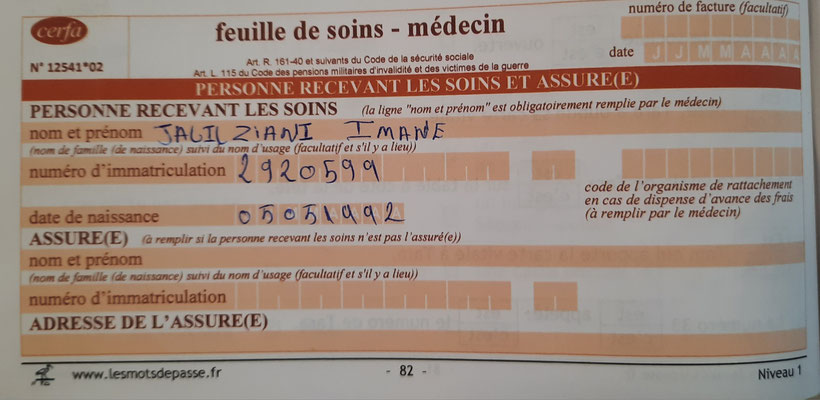 numéro de facture (facultatif)
cerfa
feuille de soins - médecin
N° 12541*02
date J J M M A A A A
Art. R. 161-40 et suivants du Code de la sécurité sociale
Art. L. 115 du Code des pensions militaires d'invalidité et des victimes de la guerre
PERSONNE RECEVANT LES SOINS ET ASSURE(E)
PERSONNE RECEVANT LES SOINS (la ligne "nom et prénom" est obligatoirement remplie par le médecin)
nom et prénom JALIL ZIANI IMANE
(nom de famille (de naissance) suivi du nom d'usage (facultatif et s'il y a lieu))
numéro d'immatriculation 2920599
code de l'organisme de rattachement
en cas de dispense d'avance des frais
(à remplir par le médecin)
date de naissance 05051992
ASSURE(E) (à remplir si la personne recevant les soins n'est pas l'assuré(e))
nom et prénom
(nom de famille (de naissance) suivi du nom d'usage (facultatif et s'il y a lieu))
numéro d'immatriculation
ADRESSE DE L'ASSURE(E)
www.lesmotsdepasse.fr
- 82 -
Niveau 1